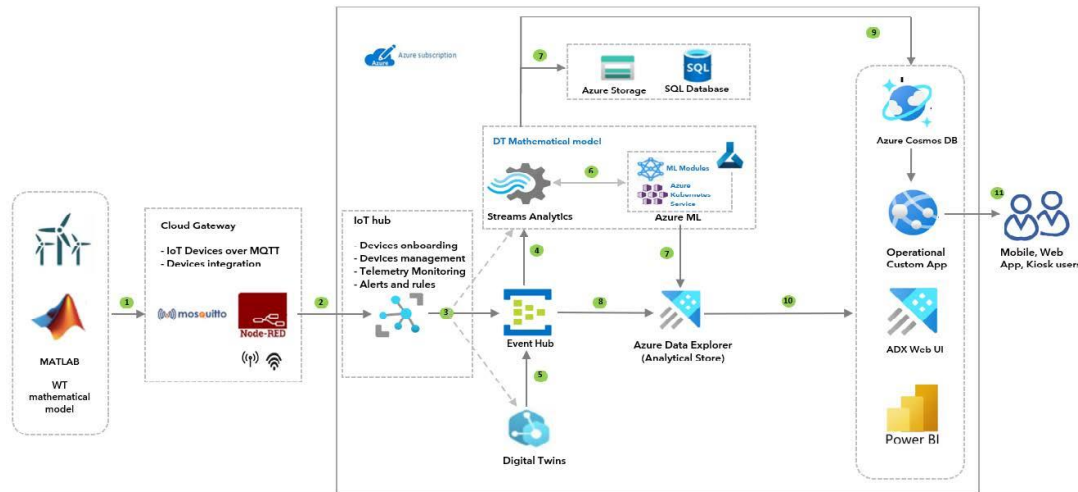 Azure
Azure subscription
7
9
Azure Storage
SQL
SQL Database
DT Mathematical model
6
ML Modules
Azure
Kubernetes
Service
Azure ML
Streams Analytics
Azure Cosmos DB
Operational
Custom App
11
Mobile, Web
App, Kiosk users
Cloud Gateway
- IoT Devices over MQTT
- Devices integration
IoT hub
- Devices onboarding
- Devices management
- Telemetry Monitoring
- Alerts and rules
4
7
1
mosquitto
Node-RED
2
3
Event Hub
8
Azure Data Explorer
(Analytical Store)
10
ADX Web UI
MATLAB
WT
mathematical
model
5
Digital Twins
Power BI